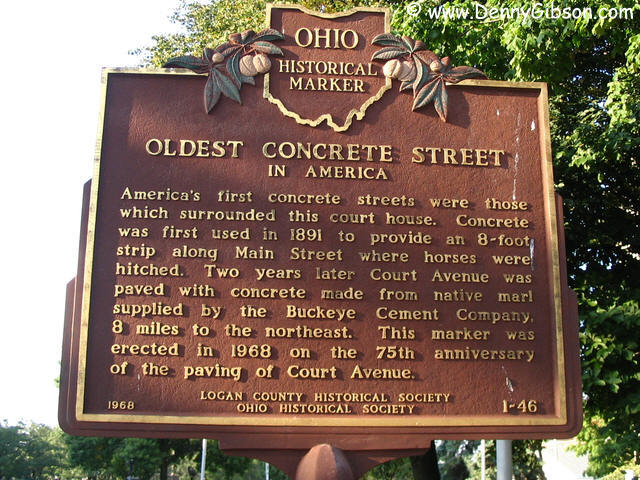 © www.DennyGibson.com
OHIO
HISTORICAL
MARKER
OLDEST CONCRETE STREET
IN AMERICA
America's first concrete streets were those
which surrounded this court house. Concrete
was first used in 1891 to provide an 8-foot
strip along Main Street where horses were
hitched. Two years later Court Avenue was
paved with concrete made from native marl
supplied by the Buckeye Cement Company,
8 miles to the northeast. This marker was
erected in 1968 on the 75th anniversary
of the paving of Court Avenue.
LOGAN COUNTY HISTORICAL SOCIETY
1968 OHIO HISTORICAL SOCIETY 1-46